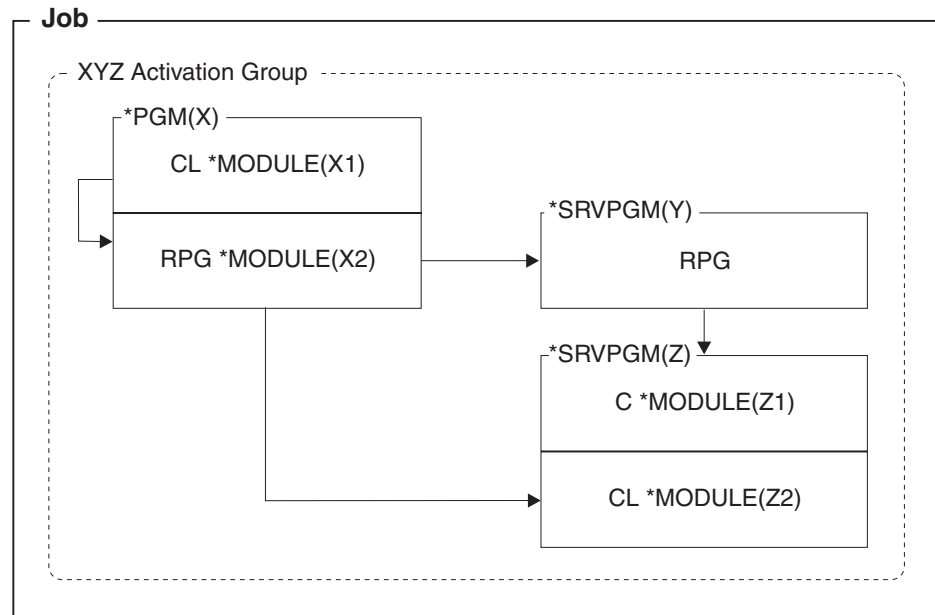 Job
XYZ Activation Group
*PGM(X)
CL *MODULE(X1)
RPG *MODULE(X2)
*SRVPGM(Y)
RPG
*SRVPGM(Z)
C *MODULE(Z1)
CL *MODULE(Z2)